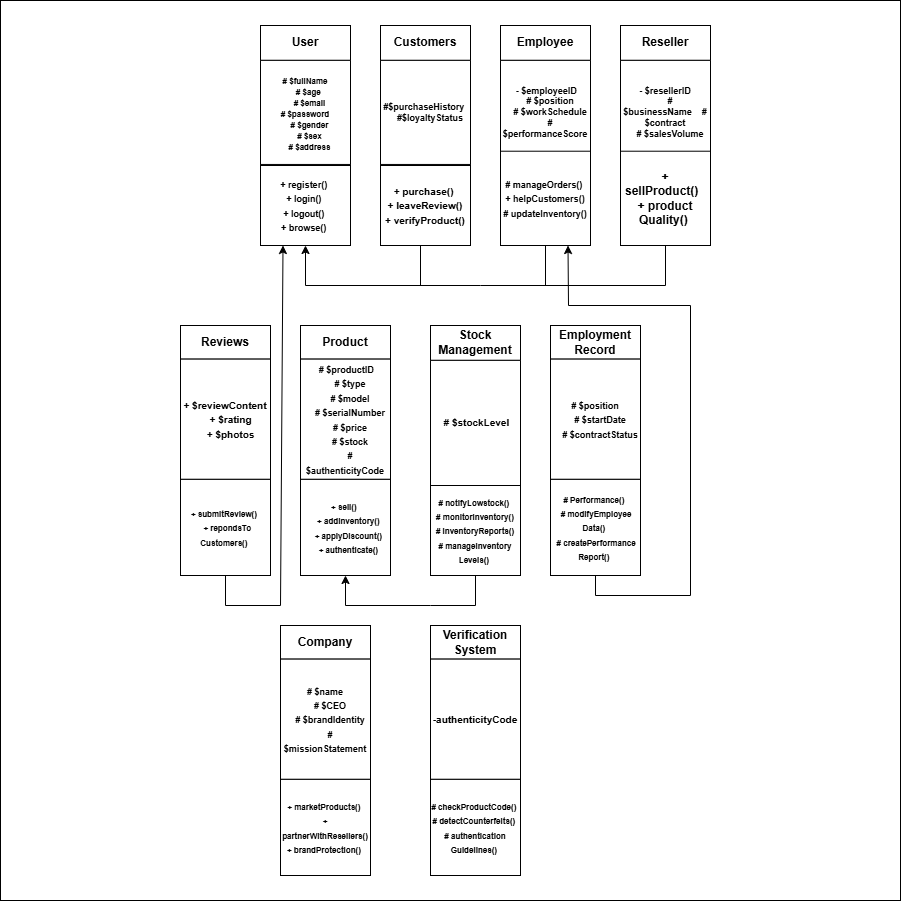 User
# $fullName
# $age
# $email
# $password
# $gender
# $sex
# $address
+ register()
+ login()
+ logout()
+ browse()
Customers
#$purchaseHistory
#$loyaltyStatus
+ purchase()
+ leaveReview()
+ verifyProduct()
Employee
- $employeeID
# $position
# $workSchedule
#
$performanceScore
# manageOrders()
+ helpCustomers()
# updateInventory()
Reseller
- $resellerID
#
$businessName #
$contract
# $salesVolume
+
sellProduct()
+ product
Quality()
Reviews
+ $reviewContent
+ $rating
+ $photos
+ submitReview()
+ repondsTo
Customers()
Product
# $productID
# $type
# $model
# $serialNumber
# $price
# $stock
#
$authenticityCode
+ sell()
+ addInventory()
+ applyDiscount()
+ authenticate()
Stock
Management
# $stockLevel
# notifyLowstock()
# monitorInventory()
# InventoryReports()
# manageInventory
Levels()
Employment
Record
# $position
# $startDate
# $contractStatus
# Performance()
# modifyEmployee
Data()
# createPerformance
Report()
Company
# $name
# $CEO
# $brandIdentity
#
$missionStatement
+ marketProducts()
+
partnerWithResellers()
+ brandProtection()
Verification
System
-authenticityCode
# checkProductCode()
# detectCounterfeits()
# authentication
Guidelines()